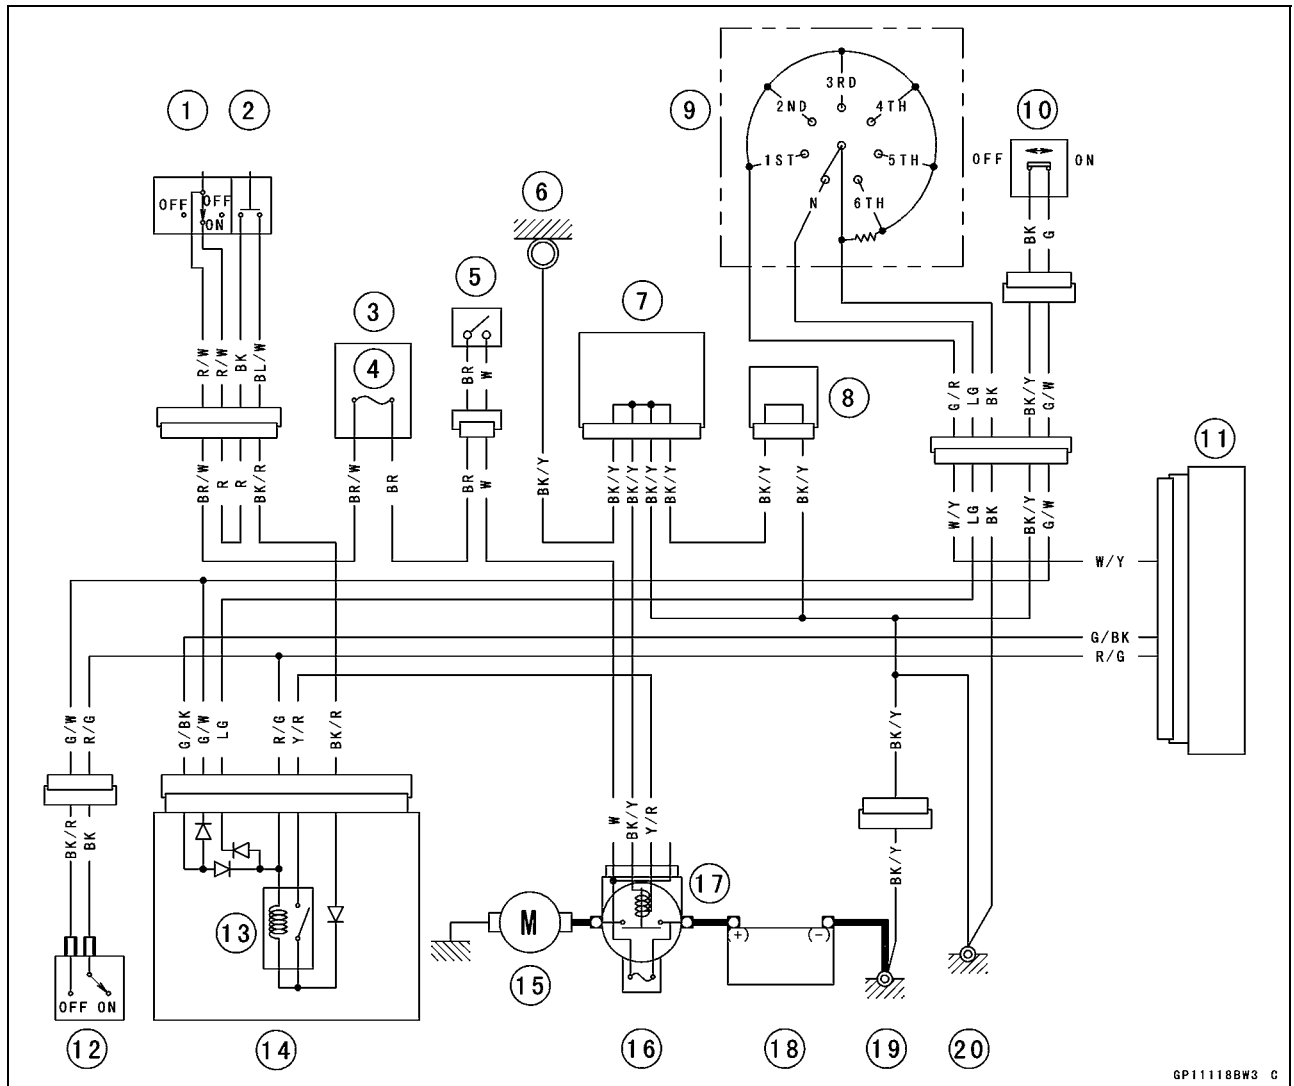 1 2
OFF OFF
ON
3
4
5
6
7
8
9
3RD
2ND 4TH
1ST 5TH
N 6TH
10
OFF ON
11
BK G
R/W R/W BK BL/W
BR W
G/R LG BK BK/Y G/W
BR/W R R BK/R
BR/W BR
BR W
BK/Y
BK/Y BK/Y BK/Y BK/Y
BK/Y BK/Y
W/Y LG BK BK/Y G/W
W/Y
G/BK
R/G
G/W R/G
G/BK G/W LG R/G Y/R BK/R
BK/Y
W BK/Y Y/R
BK/R BK
BK/Y
13
M
17
(+) (-)
OFF ON
12
14
15
16
18
19
20
GP11118BW3 C